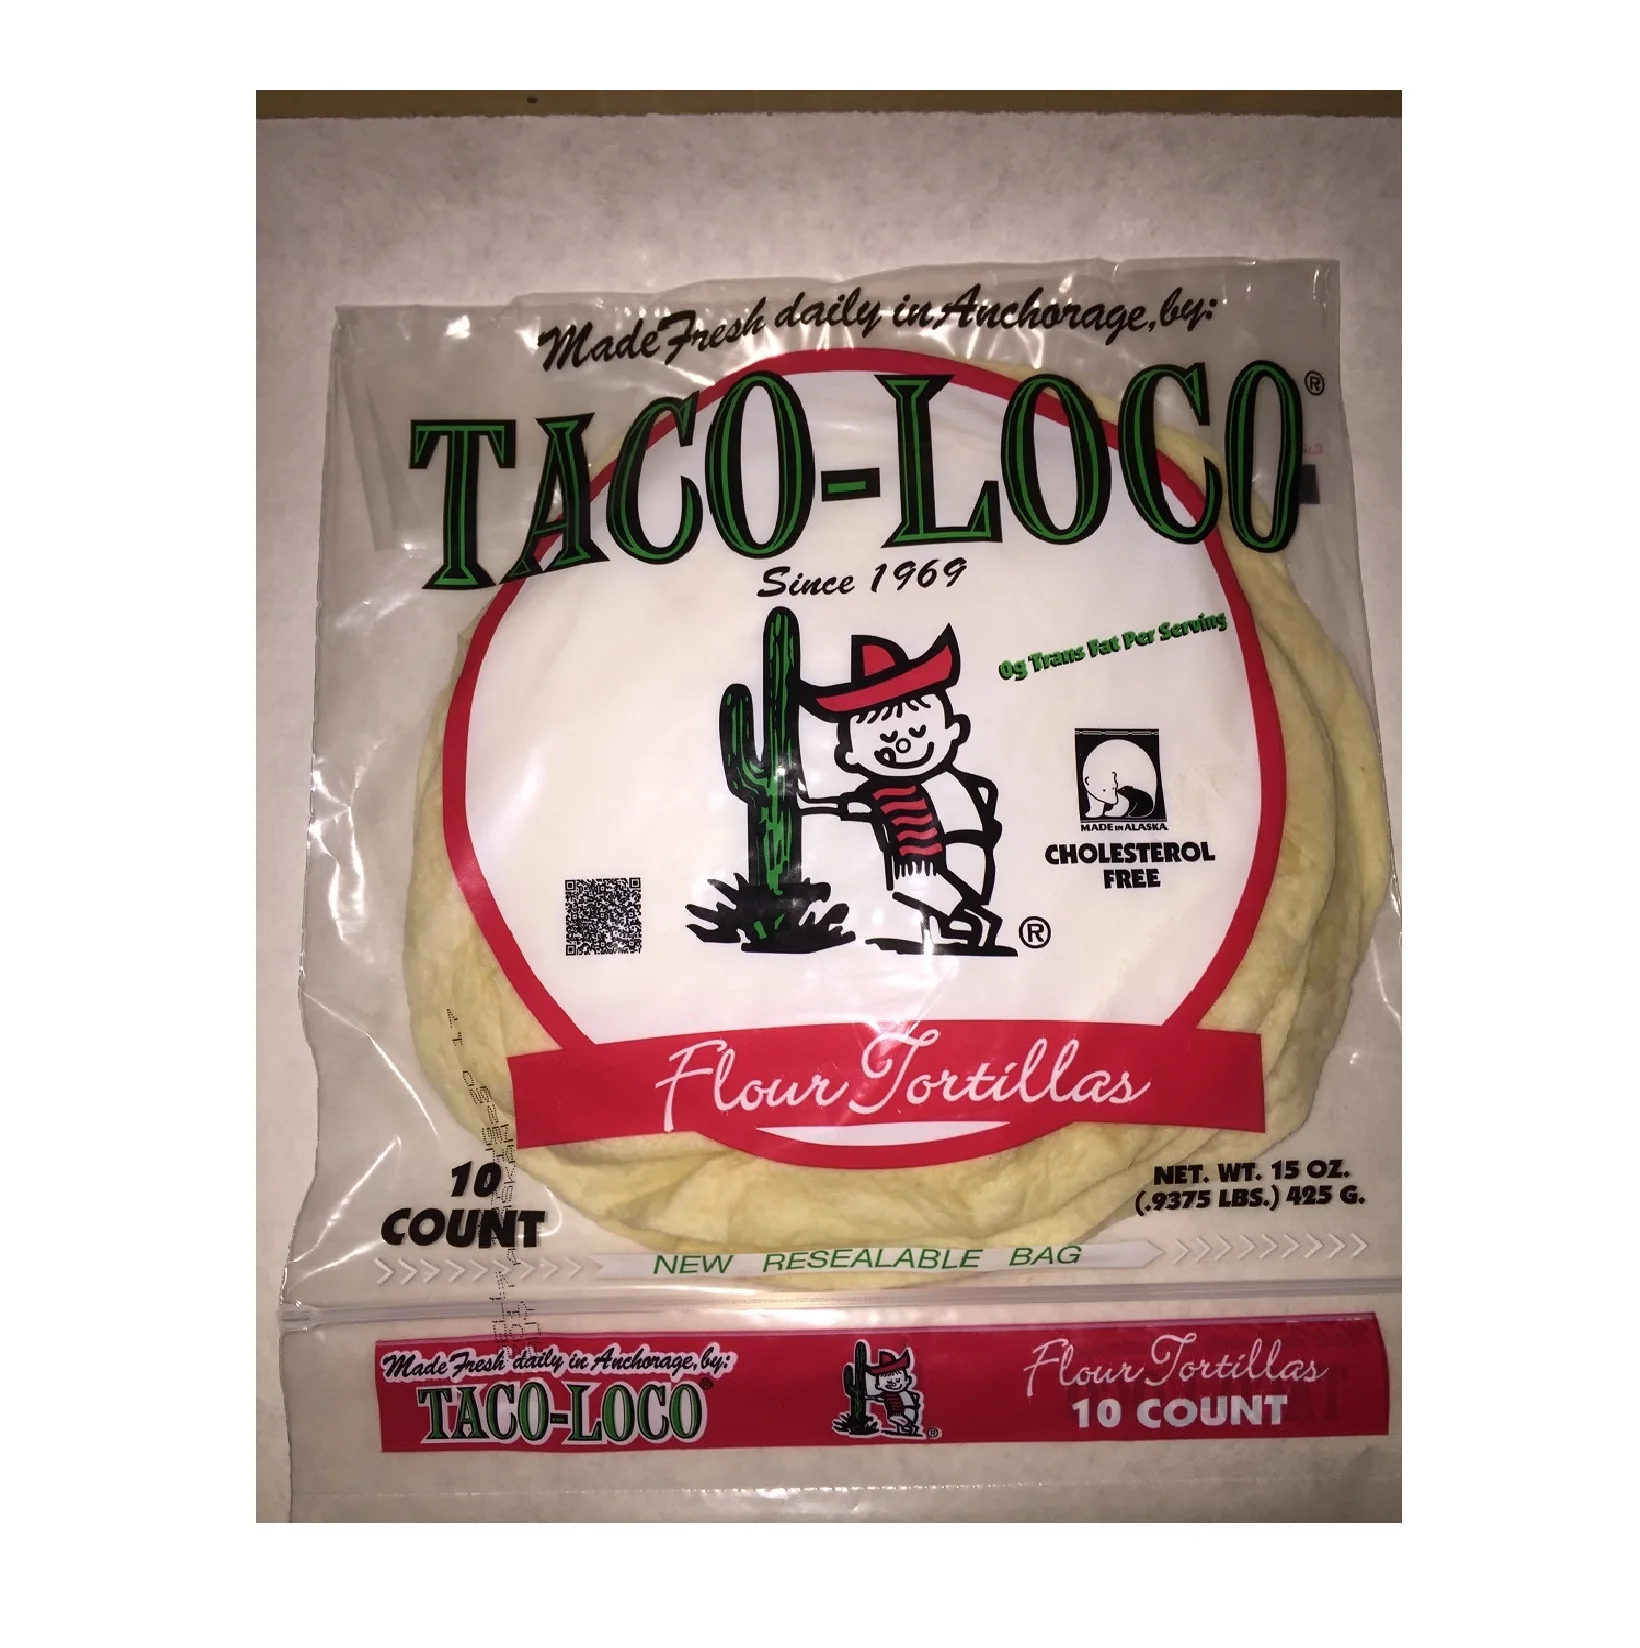 Made Fresh daily in Anchorage, by:
TACO-LOCO®
Since 1969
0g Trans Fat Per Serving
MADE IN ALASKA
CHOLESTEROL
FREE
®
Flour Tortillas
10
COUNT
NET. WT. 15 OZ.
(.9375 LBS.) 425 G.
NEW RESEALABLE BAG
Made Fresh daily in Anchorage, by:
TACO-LOCO®
®
Flour Tortillas
10 COUNT